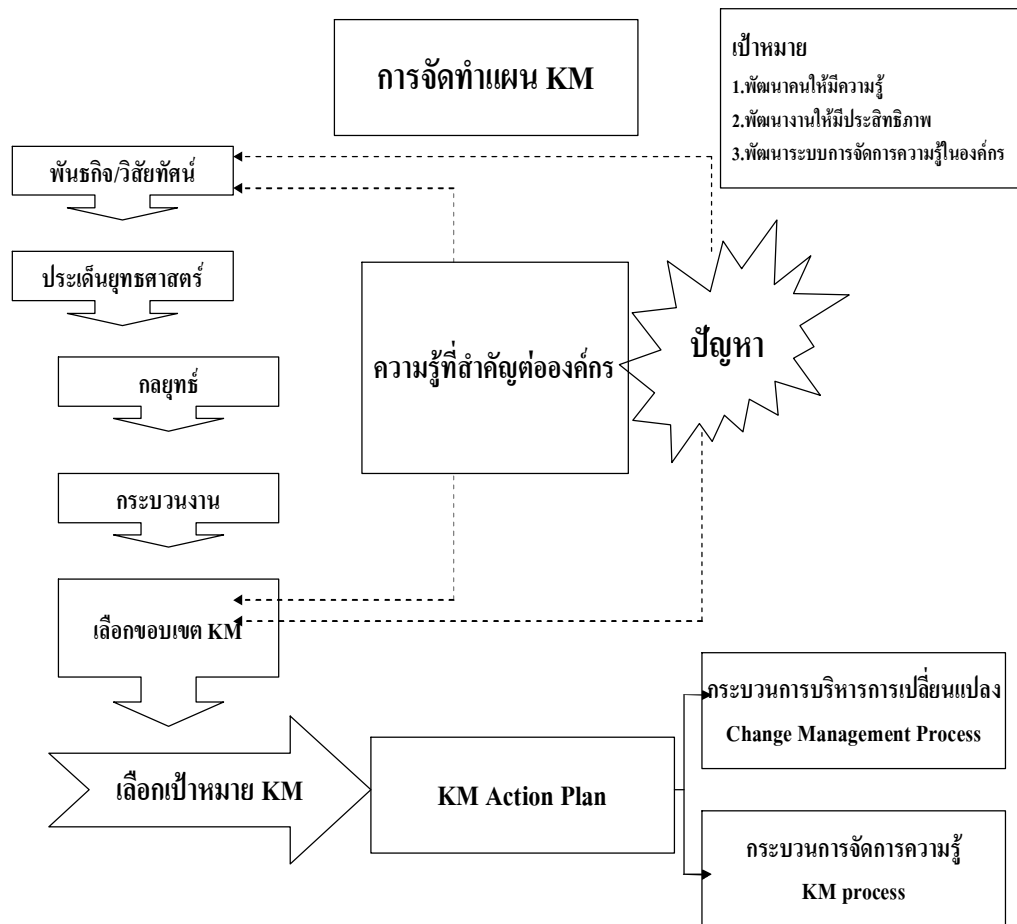 การจัดทำแผน KM
เป้าหมาย
1.พัฒนาคนให้มีความรู้
2.พัฒนางานให้มีประสิทธิภาพ
3.พัฒนาระบบการจัดการความรู้ในองค์กร
พันธกิจ/วิสัยทัศน์
ประเด็นยุทธศาสตร์
กลยุทธ์
กระบวนงาน
เลือกขอบเขต KM
ความรู้ที่สำคัญต่อองค์กร
ปัญหา
เลือกเป้าหมาย KM
KM Action Plan
กระบวนการบริหารการเปลี่ยนแปลง
Change Management Process
กระบวนการจัดการความรู้
KM process